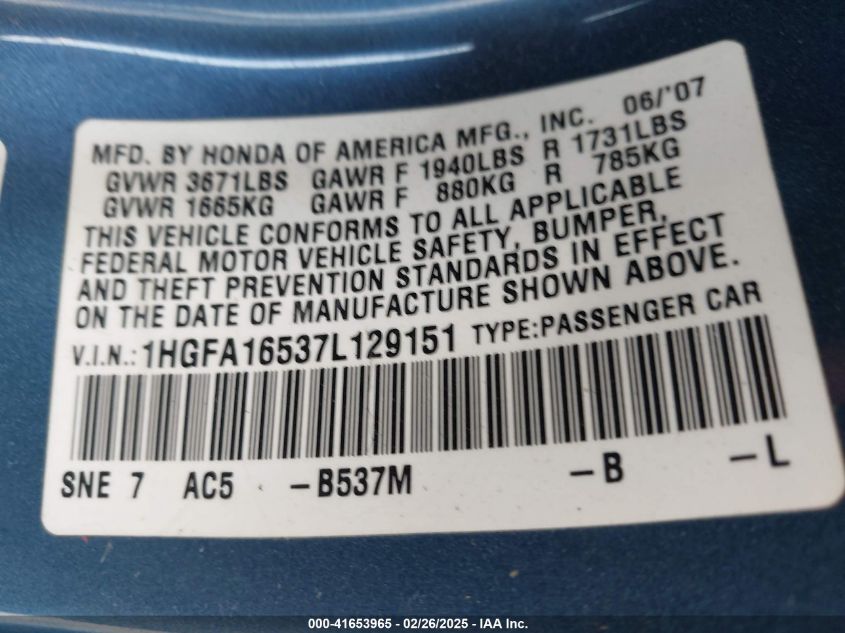 MFD. BY HONDA OF AMERICA MFG., INC. 06/'07
GVWR 3671LBS GAWR F 1940LBS R 1731LBS
GVWR 1665KG GAWR F 880KG R 785KG
THIS VEHICLE CONFORMS TO ALL APPLICABLE
FEDERAL MOTOR VEHICLE SAFETY, BUMPER,
AND THEFT PREVENTION STANDARDS IN EFFECT
ON THE DATE OF MANUFACTURE SHOWN ABOVE.
V.I.N.: 1HGFA16537L129151 TYPE:PASSENGER CAR
SNE 7 AC5 -B537M -B -L
000-41653965 - 02/26/2025 - IAA Inc.